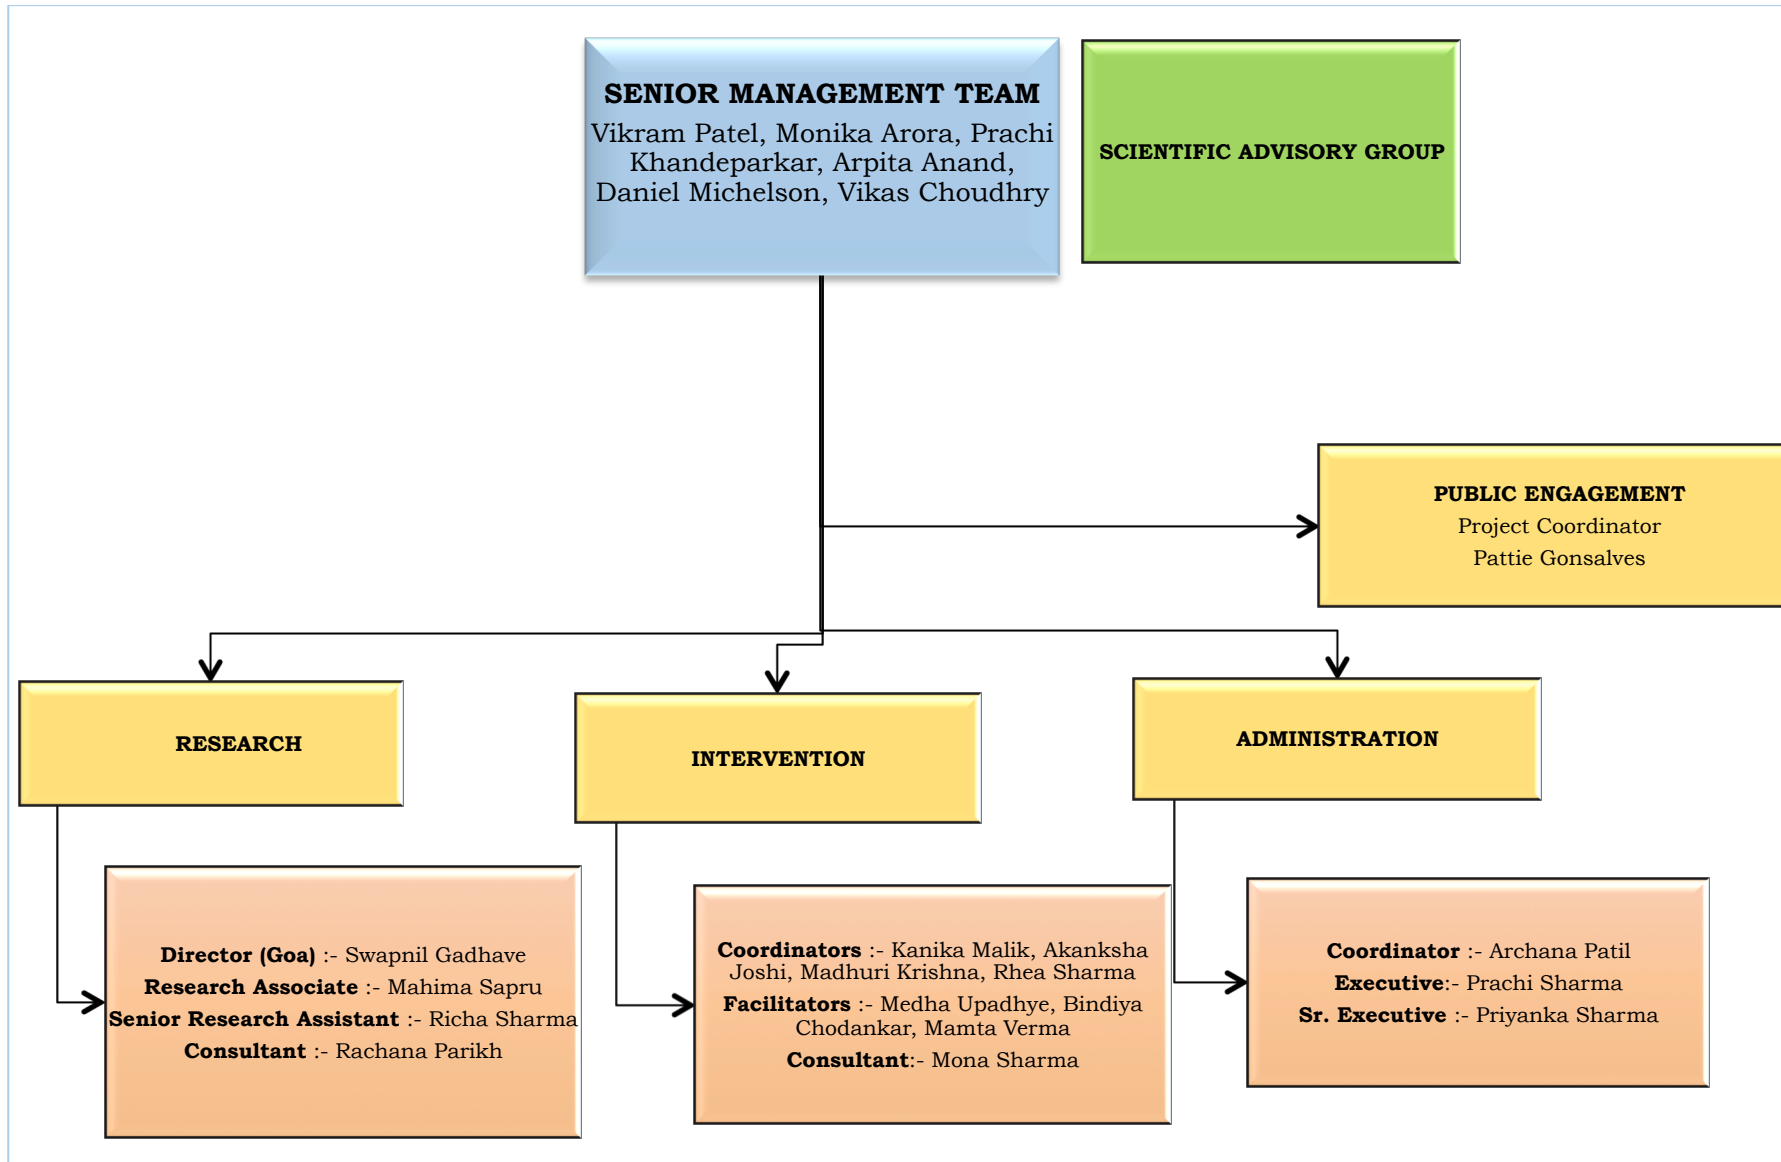 SENIOR MANAGEMENT TEAM
Vikram Patel, Monika Arora, Prachi
Khandeparkar, Arpita Anand,
Daniel Michelson, Vikas Choudhry
SCIENTIFIC ADVISORY GROUP
PUBLIC ENGAGEMENT
Project Coordinator
Pattie Gonsalves
RESEARCH
INTERVENTION
ADMINISTRATION
Director (Goa) :- Swapnil Gadhave
Research Associate :- Mahima Sapru
Senior Research Assistant :- Richa Sharma
Consultant :- Rachana Parikh
Coordinators :- Kanika Malik, Akanksha
Joshi, Madhuri Krishna, Rhea Sharma
Facilitators :- Medha Upadhye, Bindiya
Chodankar, Mamta Verma
Consultant:- Mona Sharma
Coordinator :- Archana Patil
Executive:- Prachi Sharma
Sr. Executive :- Priyanka Sharma